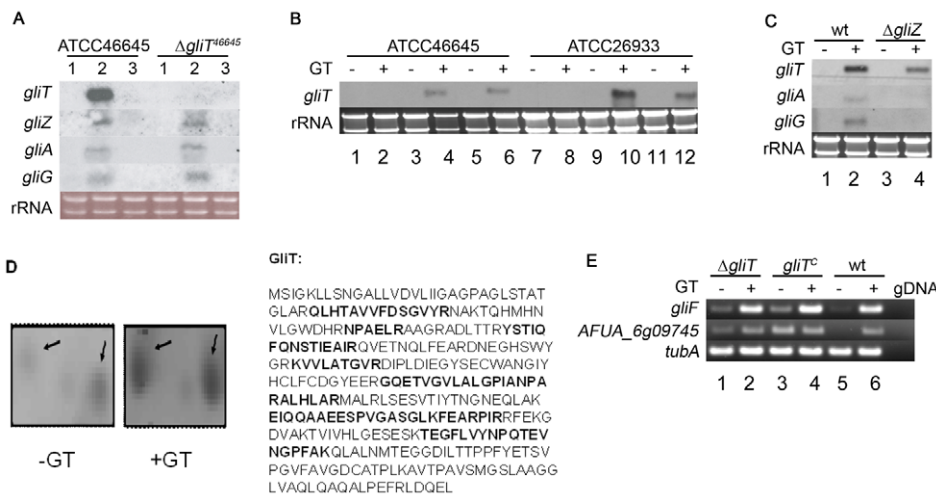 A
ATCC46645 ΔgliT46645
1 2 3 1 2 3
gliT
gliZ
gliA
gliG
rRNA
B
ATCC46645 ATCC26933
GT - + - + - + - + - + - +
gliT
rRNA
1 2 3 4 5 6 7 8 9 10 11 12
C
wt ΔgliZ
GT - + - +
gliT
gliA
gliG
rRNA
1 2 3 4
D
-GT +GT
GliT:
MSIGKLLSNGALLVDVLIIGAGPAGLSTAT
GLARQLHTAVVFDSGVYRNAKTQHMHN
VLGWDHRNPAELRAAGRADLTTRYSTIQ
FQNSTIEAIRQVETNQLFEARDNEGHSWY
GRKVVLATGVRDIPLDIEGYSECWANGIY
HCLFCDGYEERGQETVGVLALGPIANPA
RALHLARMALRLSESVTIYTNGNEQLAK
EIQQAAEESPVGASGLKFEARPIRRFEKG
DVAKTVIVHLGESESKTEGFLVYNPQTEV
NGPFAKQLALNMTEGGDILTTPPFYETSV
PGVFAVGDCATPLKAVTPAVSMGSLAAGG
LVAQLQAQALPEFRLDQEL
E
ΔgliT gliTC wt
GT - + - + - + gDNA
gliF
AFUA_6g09745
tubA
1 2 3 4 5 6